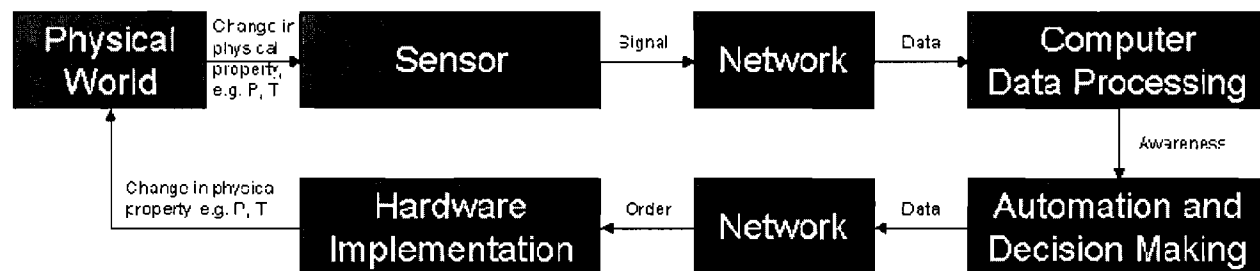 Physical
World
Change in
physical
property,
e.g. P, T
Sensor
Signal
Network
Data
Computer
Data Processing
Awareness
Automation and
Decision Making
Data
Network
Order
Hardware
Implementation
Change in physical
property e.g. P, T